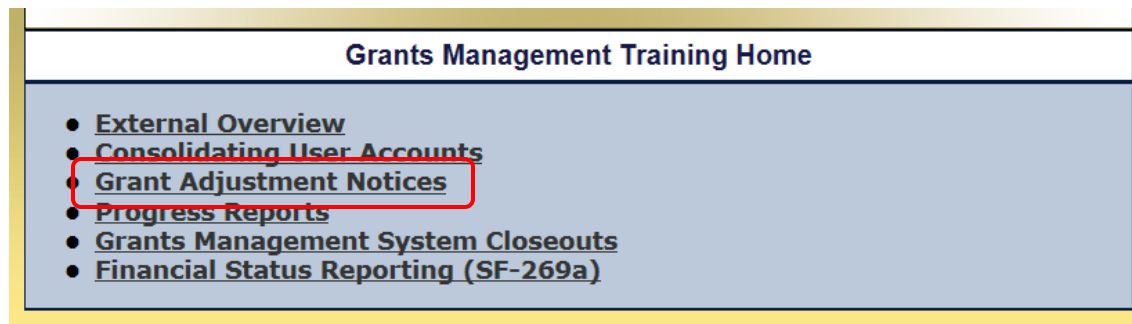 Grants Management Training Home
External Overview
Consolidating User Accounts
Grant Adjustment Notices
Progress Reports
Grants Management System Closeouts
Financial Status Reporting (SF-269a)